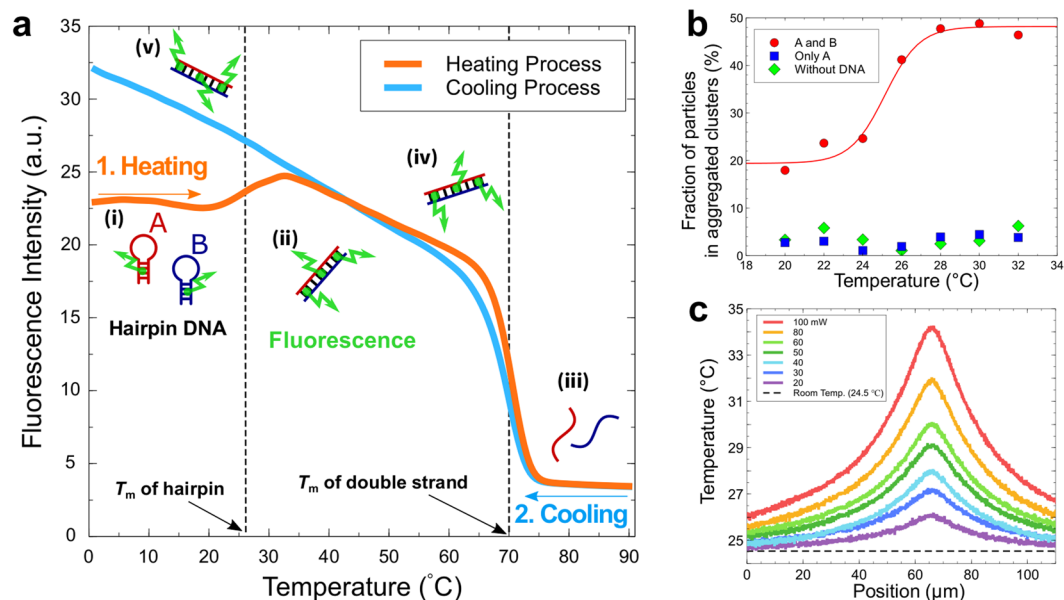 a
Fluorescence Intensity (a.u.)
35
30
25
20
15
10
5
0
0
10
20
30
40
50
60
70
80
90
Temperature (°C)
Heating Process
Cooling Process
(v)
1. Heating
(i)
A
B
Hairpin DNA
(ii)
Fluorescence
(iv)
(iii)
Tm of hairpin
Tm of double strand
2. Cooling
b
Fraction of particles
in aggregated clusters (%)
50
40
30
20
10
0
18
20
22
24
26
28
30
32
34
Temperature (°C)
A and B
Only A
Without DNA
c
Temperature (°C)
35
33
31
29
27
25
0
20
40
60
80
100
Position (µm)
100 mW
80
60
50
40
30
20
Room Temp. (24.5 °C)